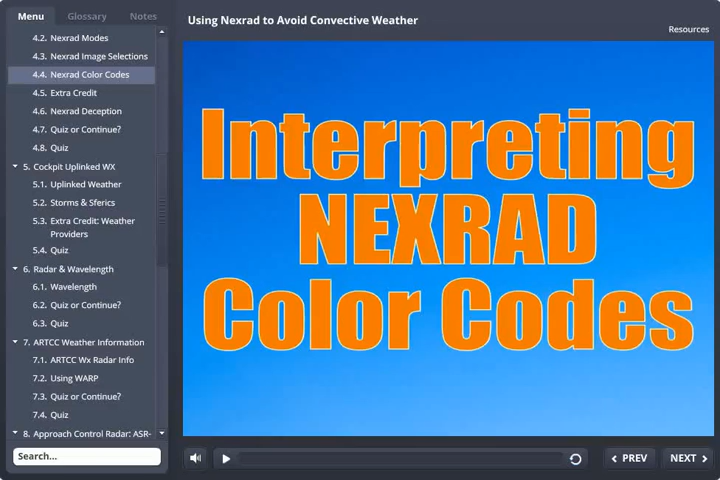 Menu
Glossary
Notes
Using Nexrad to Avoid Convective Weather
Resources
4.2. Nexrad Modes
4.3. Nexrad Image Selections
4.4. Nexrad Color Codes
4.5. Extra Credit
4.6. Nexrad Deception
4.7. Quiz or Continue?
4.8. Quiz
5. Cockpit Uplinked WX
5.1. Uplinked Weather
5.2. Storms & Sferics
5.3. Extra Credit: Weather
Providers
5.4. Quiz
6. Radar & Wavelength
6.1. Wavelength
6.2. Quiz or Continue?
6.3. Quiz
7. ARTCC Weather Information
7.1. ARTCC Wx Radar Info
7.2. Using WARP
7.3. Quiz or Continue?
7.4. Quiz
8. Approach Control Radar: ASR-
Search...
Interpreting
NEXRAD
Color Codes
PREV
NEXT